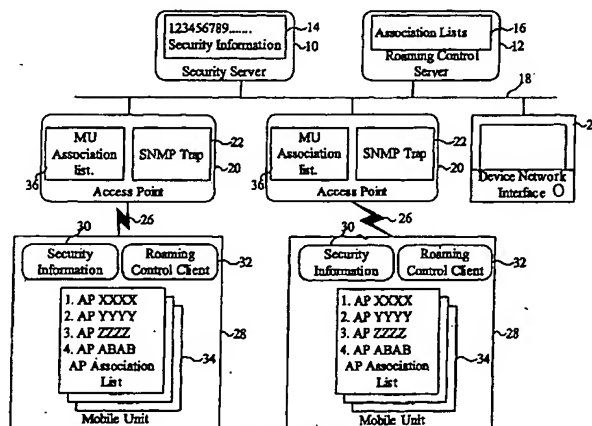 123456789.......
Security Information
14
10
Security Server
Association Lists
16
12
Roaming Control
Server
18
MU
Association
list.
SNMP Trap
22
20
36
Access Point
MU
Association
list.
SNMP Trap
22
20
36
Access Point
Device Network
Interface
26
26
30
Security
Information
Roaming
Control Client
32
1. AP XXXX
2. AP YYYY
3. AP ZZZZ
4. AP ABAB
AP Association
List
28
34
Mobile Unit
30
Security
Information
Roaming
Control Client
32
1. AP XXXX
2. AP YYYY
3. AP ZZZZ
4. AP ABAB
AP Association
List
28
34
Mobile Unit